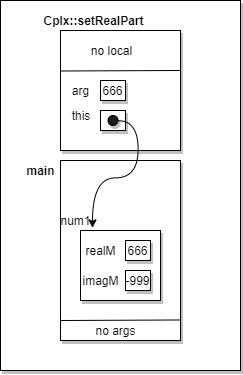 Cplx::setRealPart
no local
arg 666
this
main
num1
realM 666
imagM -999
no args